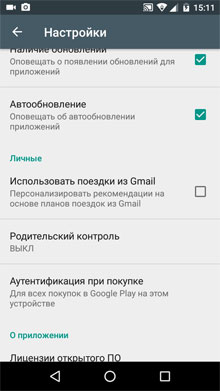 15:11
Настройки
Наличие обновлений
Оповещать о появлении обновлений для
приложений
Автообновление
Оповещать об автообновлении
приложений
Личные
Использовать поездки из Gmail
Персонализировать рекомендации на
основе планов поездок из Gmail
Родительский контроль
ВЫКЛ
Аутентификация при покупке
Для всех покупок в Google Play на этом
устройстве
О приложении
Лицензии открытого ПО